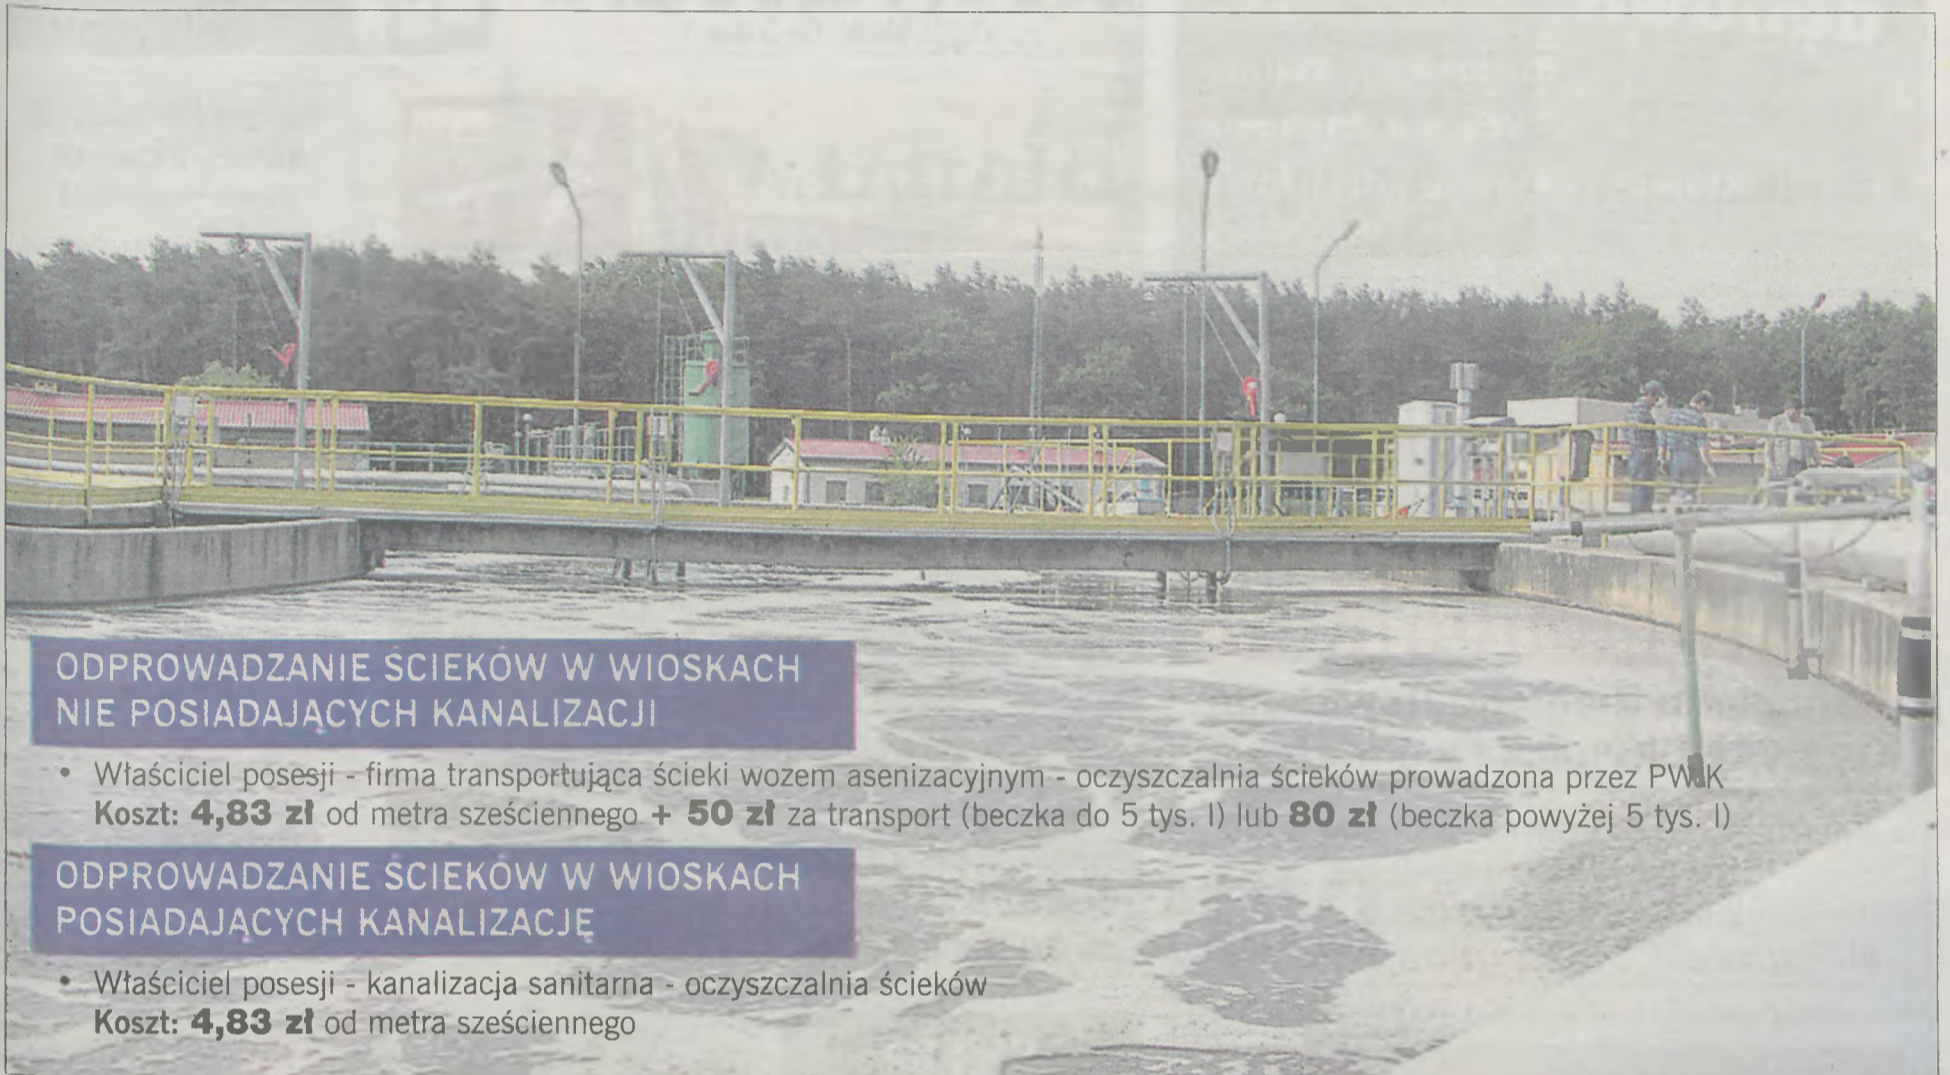 ODPROWADZANIE ŚCIEKÓW W WIOSKACH
NIE POSIADAJĄCYCH KANALIZACJI
• Właściciel posesji - firma transportująca ścieki wozem asenizacyjnym - oczyszczalnia ścieków prowadzona przez PWiK
Koszt: 4,83 zł od metra sześciennego + 50 zł za transport (beczka do 5 tys. l) lub 80 zł (beczka powyżej 5 tys. l)
ODPROWADZANIE ŚCIEKÓW W WIOSKACH
POSIADAJĄCYCH KANALIZACJĘ
• Właściciel posesji - kanalizacja sanitarna - oczyszczalnia ścieków
Koszt: 4,83 zł od metra sześciennego